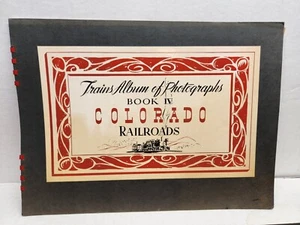 Trains Album of Photographs
BOOK IV
COLORADO
RAILROADS